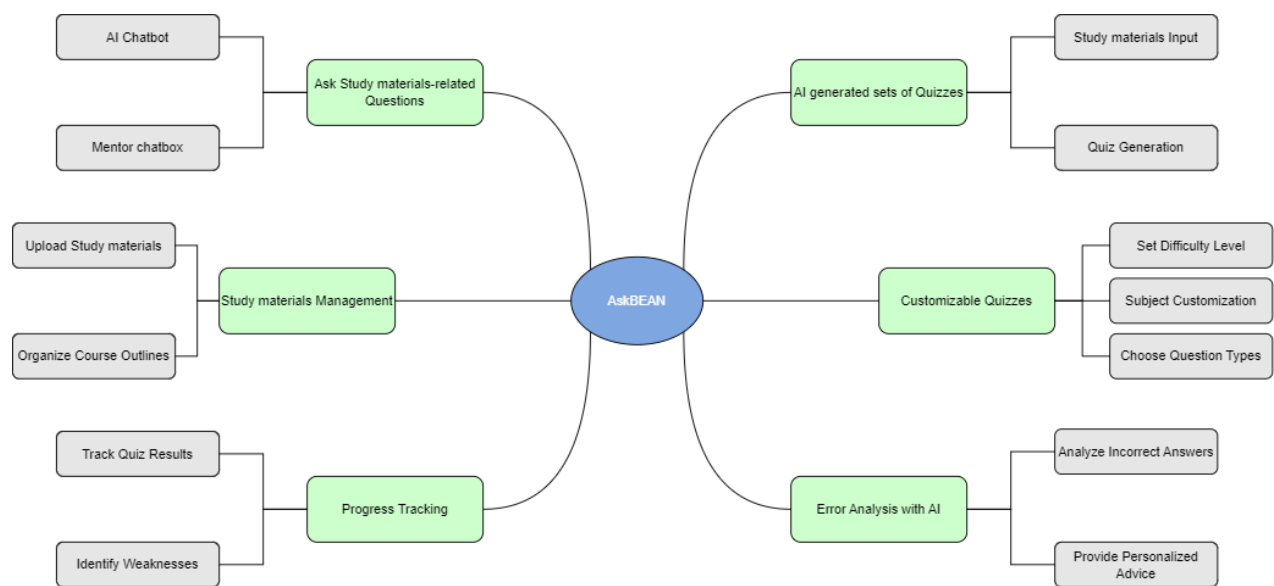 AI Chatbot
Mentor chatbox
Ask Study materials-related
Questions
Upload Study materials
Organize Course Outlines
Study materials Management
Track Quiz Results
Identify Weaknesses
Progress Tracking
AskBEAN
AI generated sets of Quizzes
Study materials Input
Quiz Generation
Customizable Quizzes
Set Difficulty Level
Subject Customization
Choose Question Types
Error Analysis with AI
Analyze Incorrect Answers
Provide Personalized
Advice